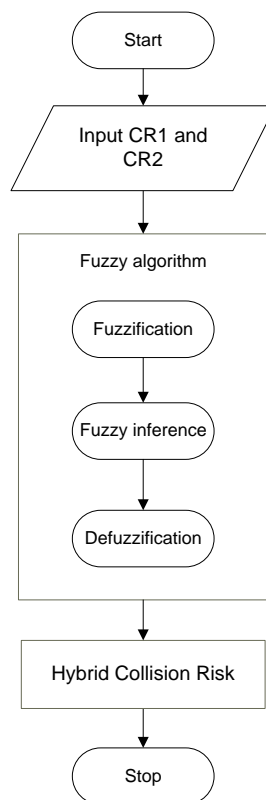 Start
Input CR1 and
CR2
Fuzzy algorithm
Fuzzification
Fuzzy inference
Defuzzification
Hybrid Collision Risk
Stop